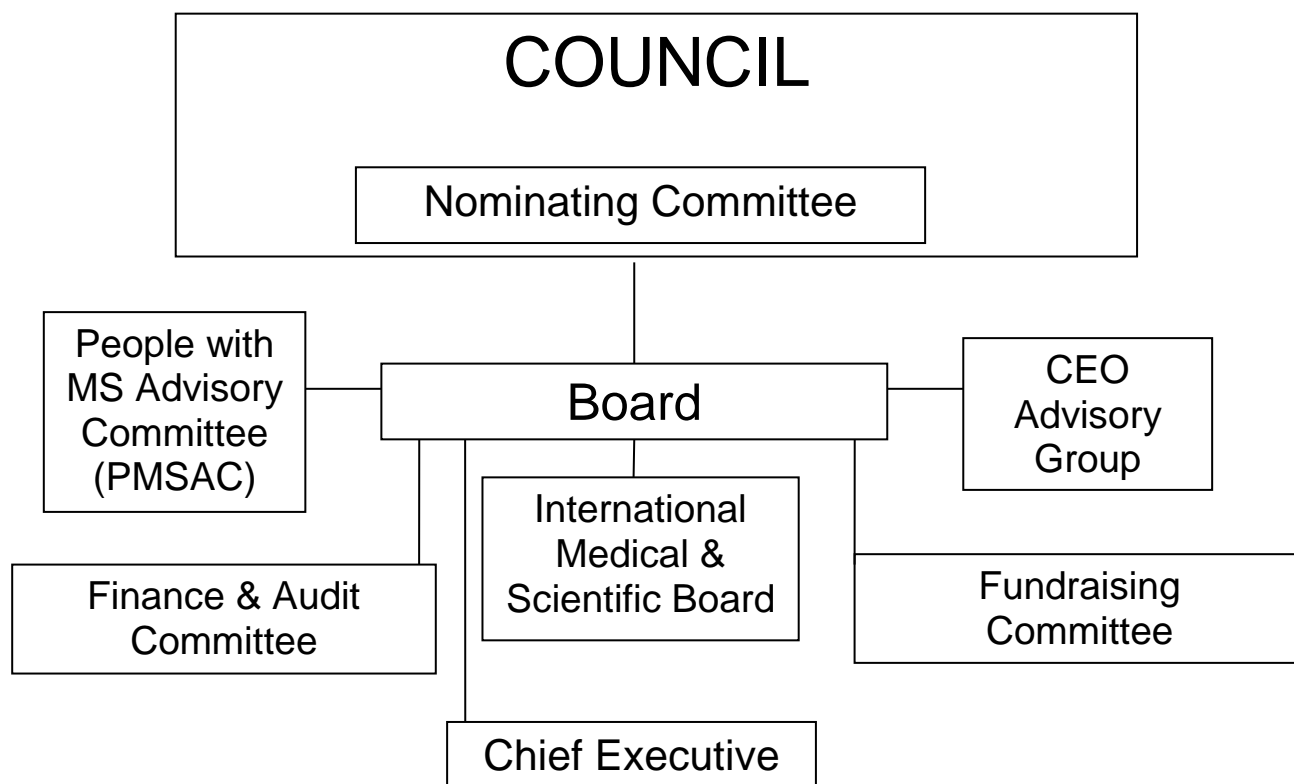 COUNCIL
Nominating Committee
People with
MS Advisory
Committee
(PMSAC)
Board
CEO
Advisory
Group
International
Medical &
Scientific Board
Finance & Audit
Committee
Fundraising
Committee
Chief Executive